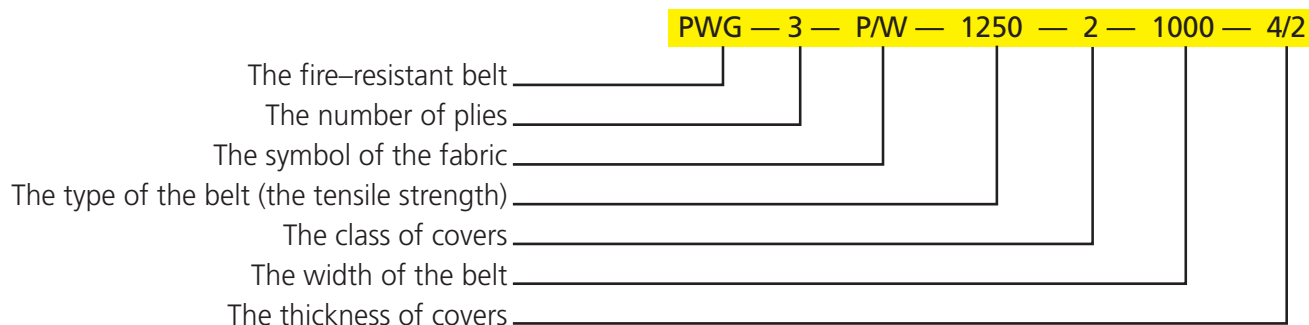 PWG — 3 — P/W — 1250 — 2 — 1000 — 4/2
The fire–resistant belt
The number of plies
The symbol of the fabric
The type of the belt (the tensile strength)
The class of covers
The width of the belt
The thickness of covers